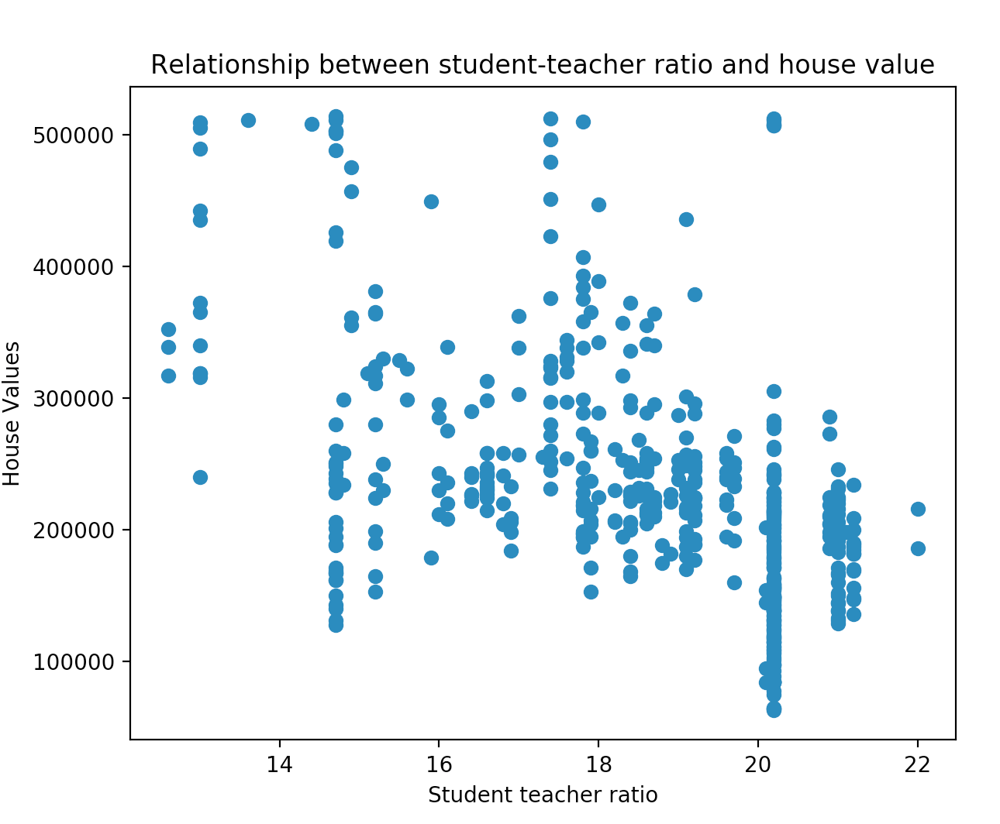 Relationship between student-teacher ratio and house value
500000
400000
300000
200000
100000
House Values
14 16 18 20 22
Student teacher ratio